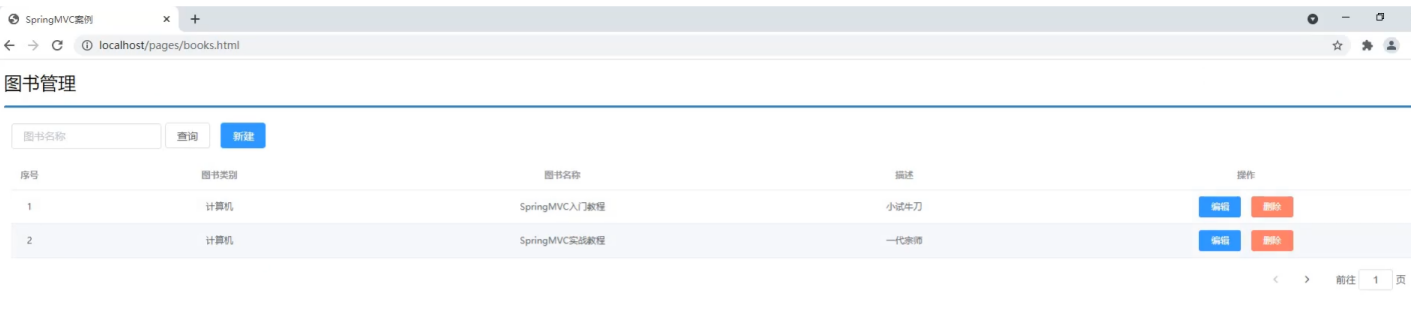 SpringMVC案例
localhost/pages/books.html
图书管理
图书名称 查询 新建
序号 图书类别 图书名称 描述 操作
1 计算机 SpringMVC入门教程 小试牛刀 编辑 删除
2 计算机 SpringMVC实战教程 一代宗师 编辑 删除
前往 1 页